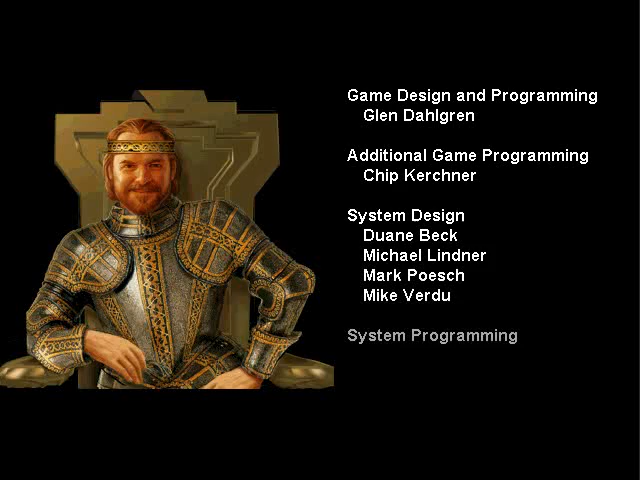 Game Design and Programming
Glen Dahlgren
Additional Game Programming
Chip Kerchner
System Design
Duane Beck
Michael Lindner
Mark Poesch
Mike Verdu
System Programming